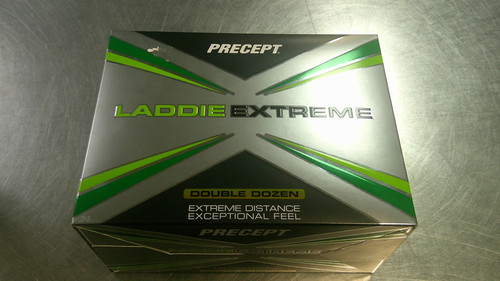 PRECEPT
LADDIE EXTREME
DOUBLE DOZEN
EXTREME DISTANCE
EXCEPTIONAL FEEL
PRECEPT